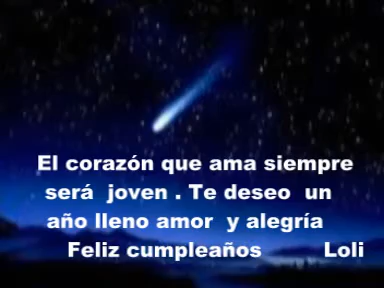 El corazón que ama siempre
será joven . Te deseo un
año lleno amor y alegría
Feliz cumpleaños Loli